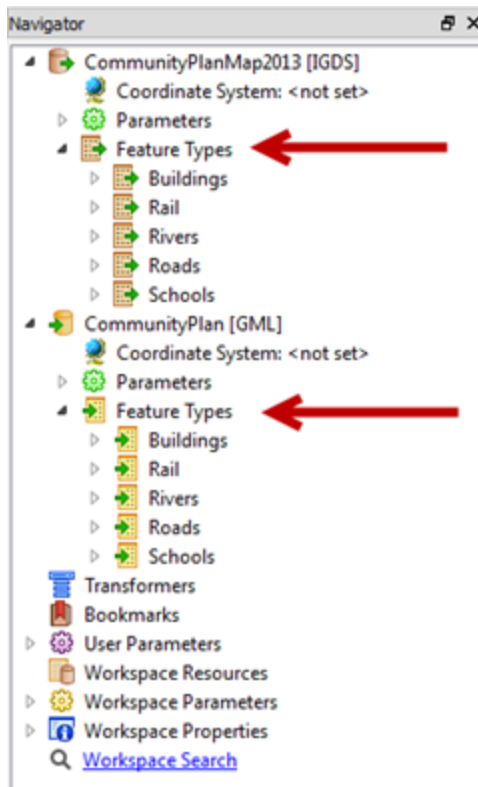 Navigator
CommunityPlanMap2013 [IGDS]
Coordinate System: <not set>
Parameters
Feature Types
Buildings
Rail
Rivers
Roads
Schools
CommunityPlan [GML]
Coordinate System: <not set>
Parameters
Feature Types
Buildings
Rail
Rivers
Roads
Schools
Transformers
Bookmarks
User Parameters
Workspace Resources
Workspace Parameters
Workspace Properties
Workspace Search